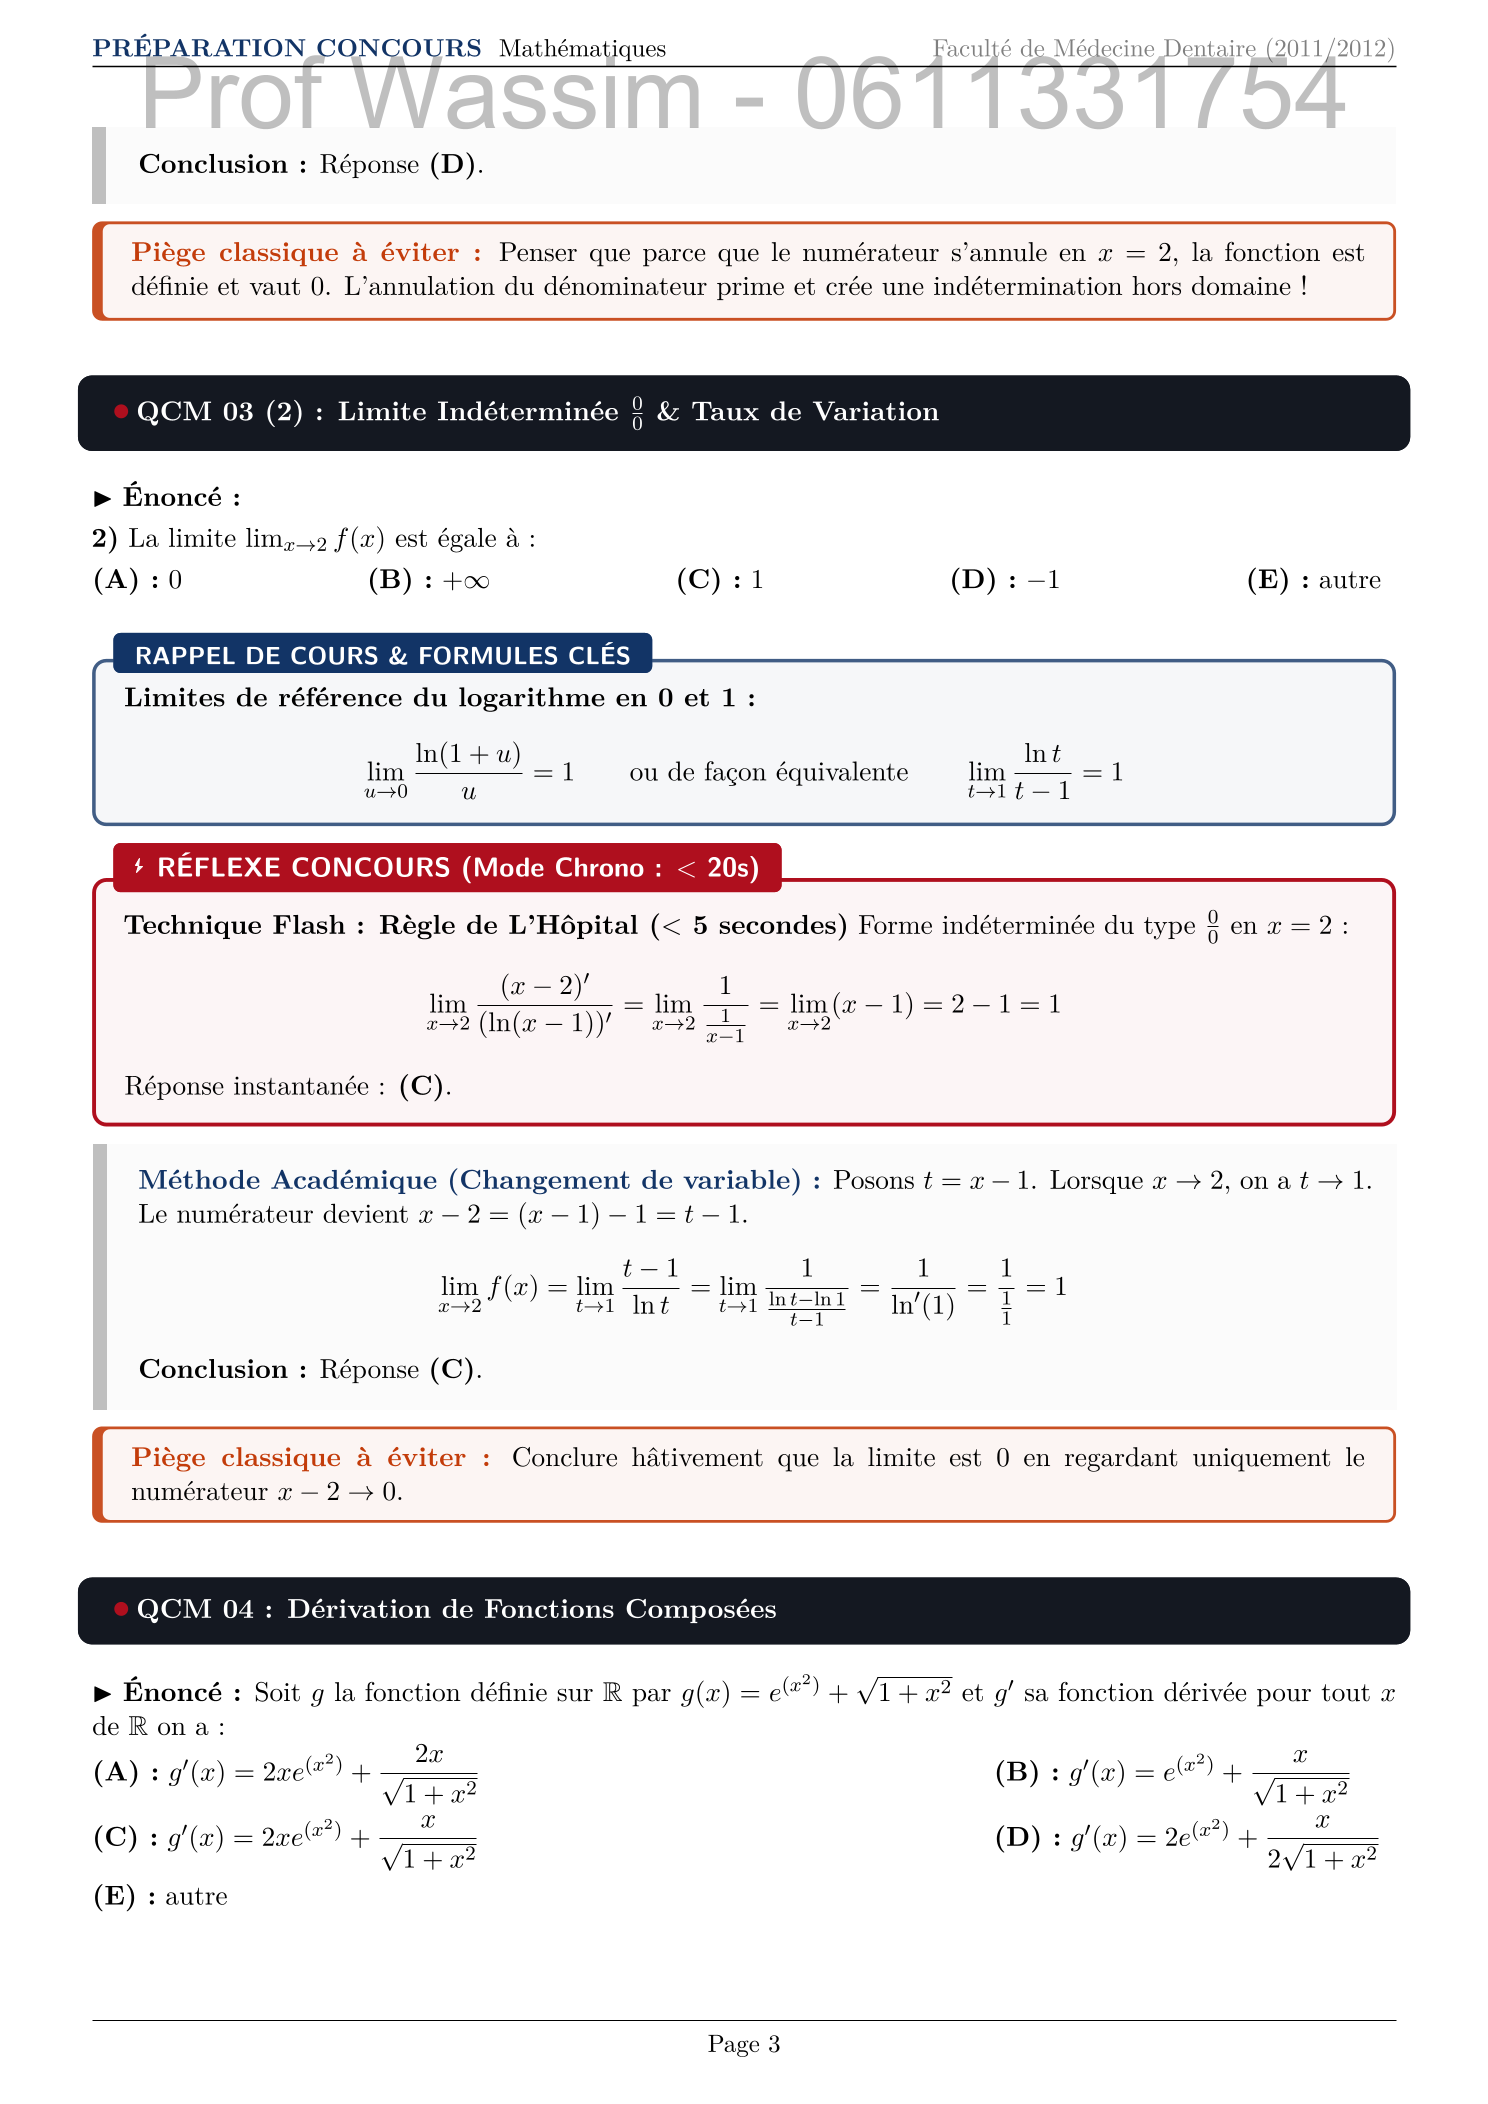 PRÉPARATION CONCOURS Mathématiques Faculté de Médecine Dentaire (2011/2012)
Prof Wassim - 0611331754
Conclusion : Réponse (D).
Piège classique à éviter : Penser que parce que le numérateur s'annule en x = 2, la fonction est
définie et vaut 0. L'annulation du dénominateur prime et crée une indétermination hors domaine !
● QCM 03 (2) : Limite Indéterminée 0/0 & Taux de Variation
▶ Énoncé :
2) La limite lim_{x→2} f(x) est égale à :
(A) : 0 (B) : +∞ (C) : 1 (D) : −1 (E) : autre
RAPPEL DE COURS & FORMULES CLÉS
Limites de référence du logarithme en 0 et 1 :
lim_{u→0} ln(1 + u)/u = 1 ou de façon équivalente lim_{t→1} ln t/(t − 1) = 1
⚡ RÉFLEXE CONCOURS (Mode Chrono : < 20s)
Technique Flash : Règle de L'Hôpital (< 5 secondes) Forme indéterminée du type 0/0 en x = 2 :
lim_{x→2} (x − 2)′/(ln(x − 1))′ = lim_{x→2} 1/(1/(x−1)) = lim_{x→2} (x − 1) = 2 − 1 = 1
Réponse instantanée : (C).
Méthode Académique (Changement de variable) : Posons t = x − 1. Lorsque x → 2, on a t → 1.
Le numérateur devient x − 2 = (x − 1) − 1 = t − 1.
lim_{x→2} f(x) = lim_{t→1} (t − 1)/ln t = lim_{t→1} 1/((ln t−ln 1)/(t−1)) = 1/ln′(1) = 1/(1/1) = 1
Conclusion : Réponse (C).
Piège classique à éviter : Conclure hâtivement que la limite est 0 en regardant uniquement le
numérateur x − 2 → 0.
● QCM 04 : Dérivation de Fonctions Composées
▶ Énoncé : Soit g la fonction définie sur ℝ par g(x) = e^(x²) + √(1 + x²) et g′ sa fonction dérivée pour tout x
de ℝ on a :
(A) : g′(x) = 2xe^(x²) + 2x/√(1 + x²) (B) : g′(x) = e^(x²) + x/√(1 + x²)
(C) : g′(x) = 2xe^(x²) + x/√(1 + x²) (D) : g′(x) = 2e^(x²) + x/(2√(1 + x²))
(E) : autre
Page 3